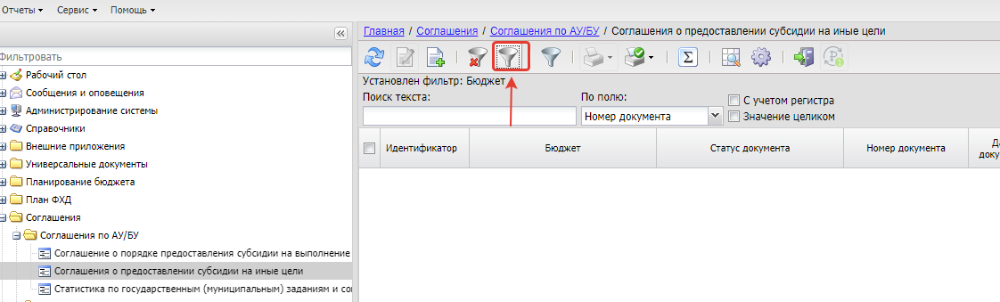 Отчеты Сервис Помощь
Фильтровать
Рабочий стол
Сообщения и оповещения
Администрирование системы
Справочники
Внешние приложения
Универсальные документы
Планирование бюджета
План ФХД
Соглашения
Соглашения по АУ/БУ
Соглашение о порядке предоставления субсидии на выполнение
Соглашения о предоставлении субсидии на иные цели
Статистика по государственным (муниципальным) заданиям и со
Главная / Соглашения / Соглашения по АУ/БУ / Соглашения о предоставлении субсидии на иные цели
Установлен фильтр: Бюджет
Поиск текста: По полю: С учетом регистра
Номер документа Значение целиком
Идентификатор Бюджет Статус документа Номер документа